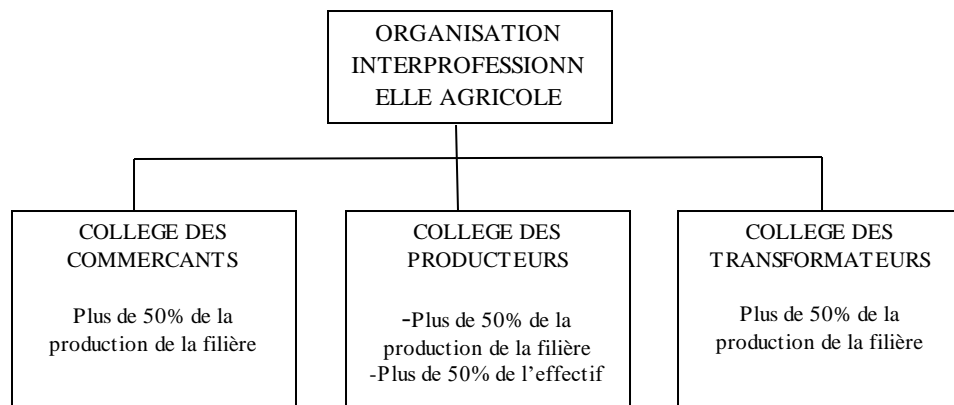 ORGANISATION
INTERPROFESSIONN
ELLE AGRICOLE
COLLEGE DES
COMMERCANTS
Plus de 50% de la
production de la filière
COLLEGE DES
PRODUCTEURS
-Plus de 50% de la
production de la filière
-Plus de 50% de l’effectif
COLLEGE DES
TRANSFORMATEURS
Plus de 50% de la
production de la filière